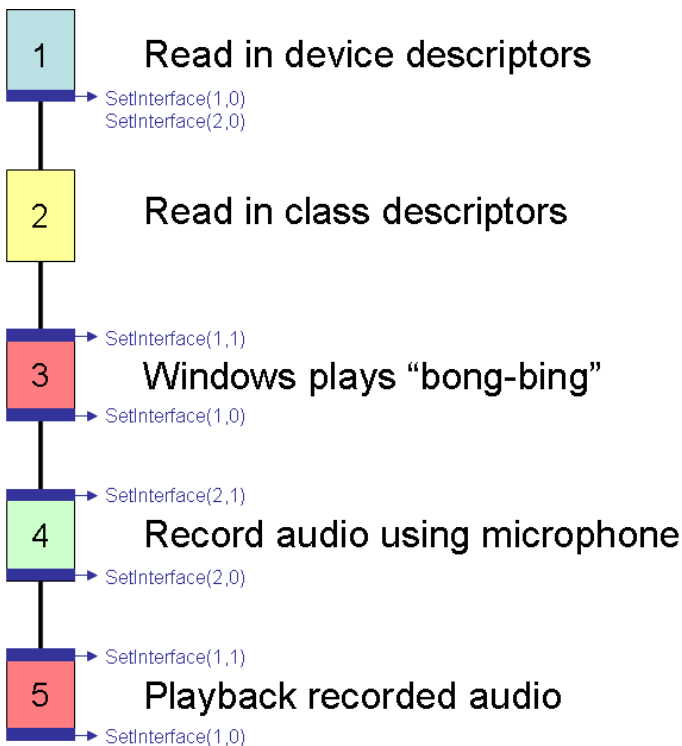 1
Read in device descriptors
SetInterface(1,0)
SetInterface(2,0)
2
Read in class descriptors
SetInterface(1,1)
3
Windows plays “bong-bing”
SetInterface(1,0)
SetInterface(2,1)
4
Record audio using microphone
SetInterface(2,0)
SetInterface(1,1)
5
Playback recorded audio
SetInterface(1,0)